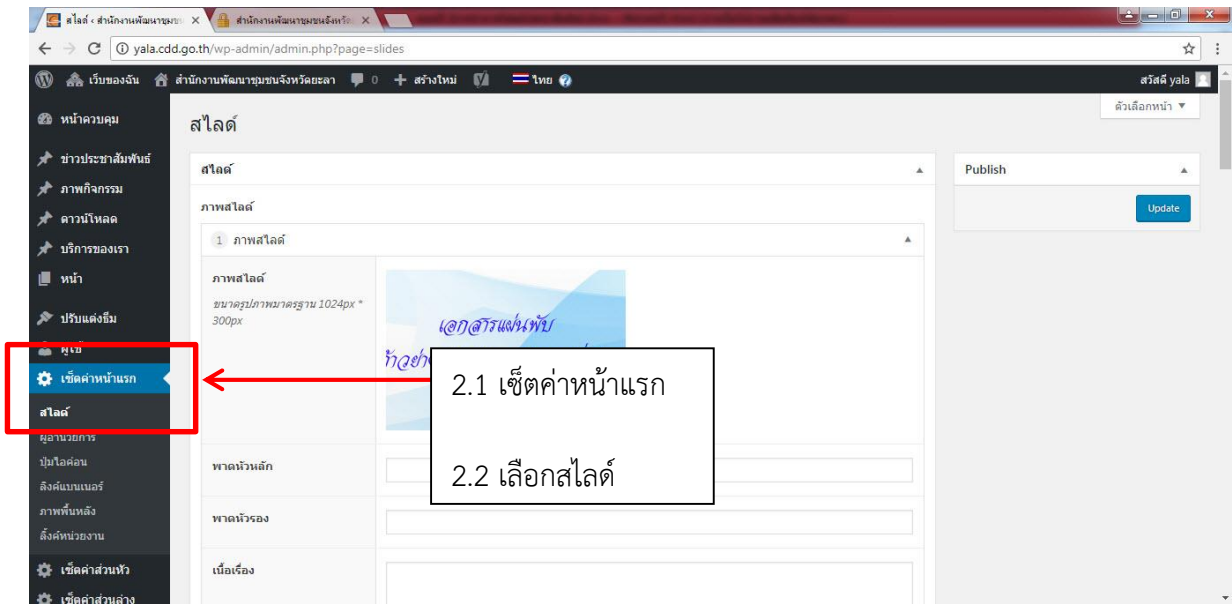 สไลด์ ‹ สำนักงานพัฒนาชุมชน
สำนักงานพัฒนาชุมชนจังหวัด
yala.cdd.go.th/wp-admin/admin.php?page=slides
เว็บของฉัน สำนักงานพัฒนาชุมชนจังหวัดยะลา 0 + สร้างใหม่ ไทย
สวัสดี yala
ตัวเลือกหน้า
หน้าควบคุม
ข่าวประชาสัมพันธ์
ภาพกิจกรรม
ดาวน์โหลด
บริการของเรา
หน้า
ปรับแต่งธีม
ผู้ใช้
เซ็ตค่าหน้าแรก
สไลด์
ผู้อำนวยการ
ปุ่มไอค่อน
ลิงค์แบนเนอร์
ภาพพื้นหลัง
ลิ้งค์หน่วยงาน
เซ็ตค่าส่วนหัว
เซ็ตค่าส่วนล่าง
สไลด์
สไลด์
ภาพสไลด์
1 ภาพสไลด์
ภาพสไลด์
ขนาดรูปภาพมาตรฐาน 1024px *
300px
เอกสารแผ่นพับ
พาดหัวหลัก
พาดหัวรอง
เนื้อเรื่อง
2.1 เซ็ตค่าหน้าแรก
2.2 เลือกสไลด์
Publish
Update